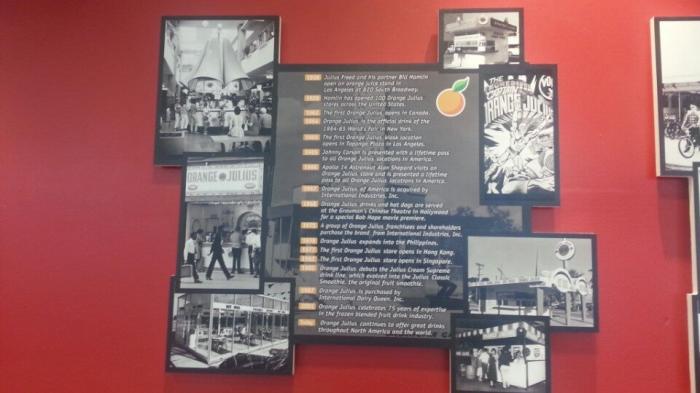 ORANGE JULIUS
1926 Julius Freed and his partner Bill Hamlin
open an orange juice stand in
Los Angeles at 820 South Broadway.
1929 Hamlin has opened 100 Orange Julius
stores across the United States.
The first Orange Julius opens in Canada.
1964 Orange Julius is the official drink of the
1964-65 World's Fair in New York.
The first Orange Julius kiosk location
opens in Topanga Plaza in Los Angeles.
Johnny Carson is presented with a lifetime pass
to all Orange Julius locations in America.
Apollo 14 Astronaut Alan Shepard visits an
Orange Julius store and is presented a lifetime
pass to all Orange Julius locations in America.
1967 Orange Julius of America is acquired by
International Industries, Inc.
1968 Orange Julius drinks and hot dogs are served
at the Grauman's Chinese Theatre in Hollywood
for a special Bob Hope movie premiere.
A group of Orange Julius franchisees and shareholders
purchase the brand from International Industries, Inc.
Orange Julius expands into the Philippines.
The first Orange Julius store opens in Hong Kong.
The first Orange Julius store opens in Singapore.
Orange Julius debuts the Julius Cream Supreme
drink line, which evolved into the Julius Classic
Smoothie, the original fruit smoothie.
1987 Orange Julius is purchased by
International Dairy Queen, Inc.
Orange Julius celebrates 75 years of expertise
in the frozen blended fruit drink industry.
Today Orange Julius continues to offer great drinks
throughout North America and the world.
THE
ORANGE JULIUS